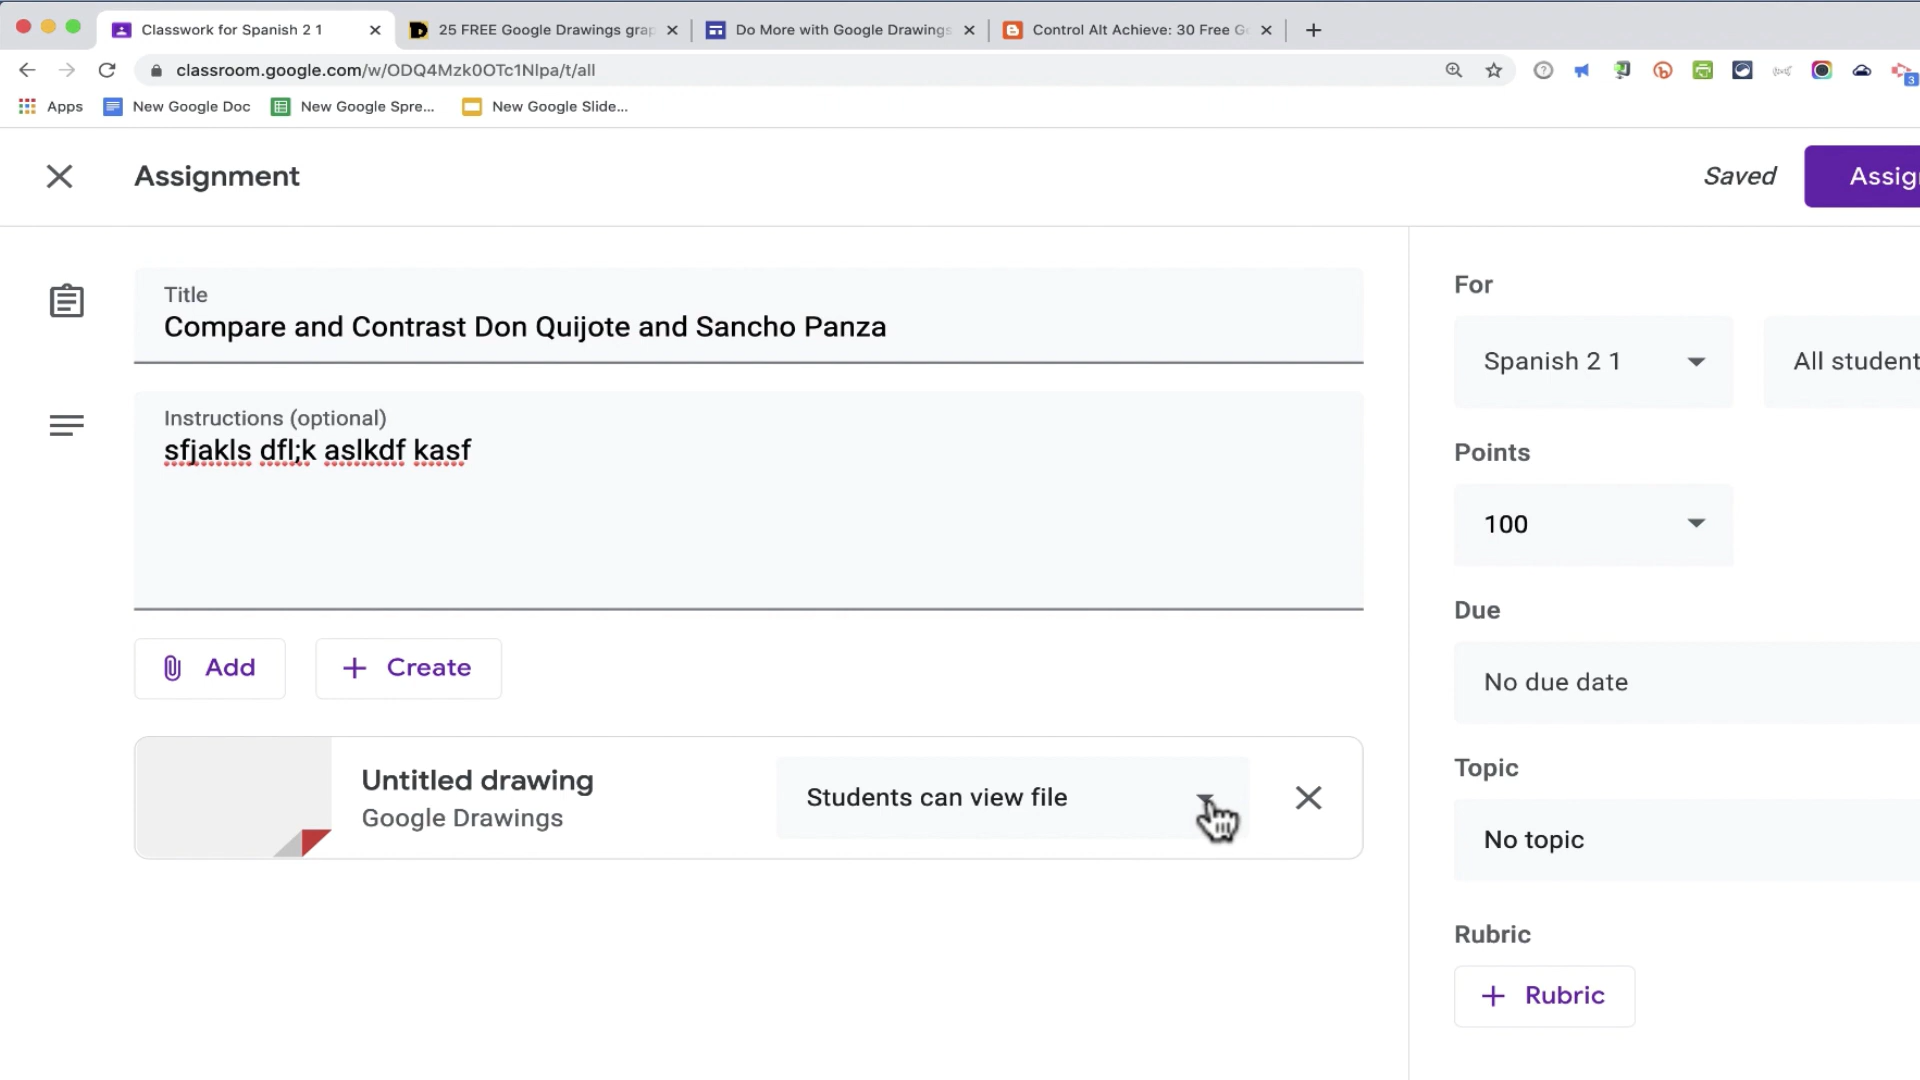 Classwork for Spanish 2 1
25 FREE Google Drawings grap
Do More with Google Drawings
Control Alt Achieve: 30 Free Go
classroom.google.com/w/ODQ4Mzk0OTc1Nlpa/t/all
3
Apps
New Google Doc
New Google Spre...
New Google Slide...
Assignment
Saved
Assign
Title
Compare and Contrast Don Quijote and Sancho Panza
Instructions (optional)
sfjakls dfl;k aslkdf kasf
Add
Create
Untitled drawing
Google Drawings
Students can view file
For
Spanish 2 1
All student
Points
100
Due
No due date
Topic
No topic
Rubric
Rubric